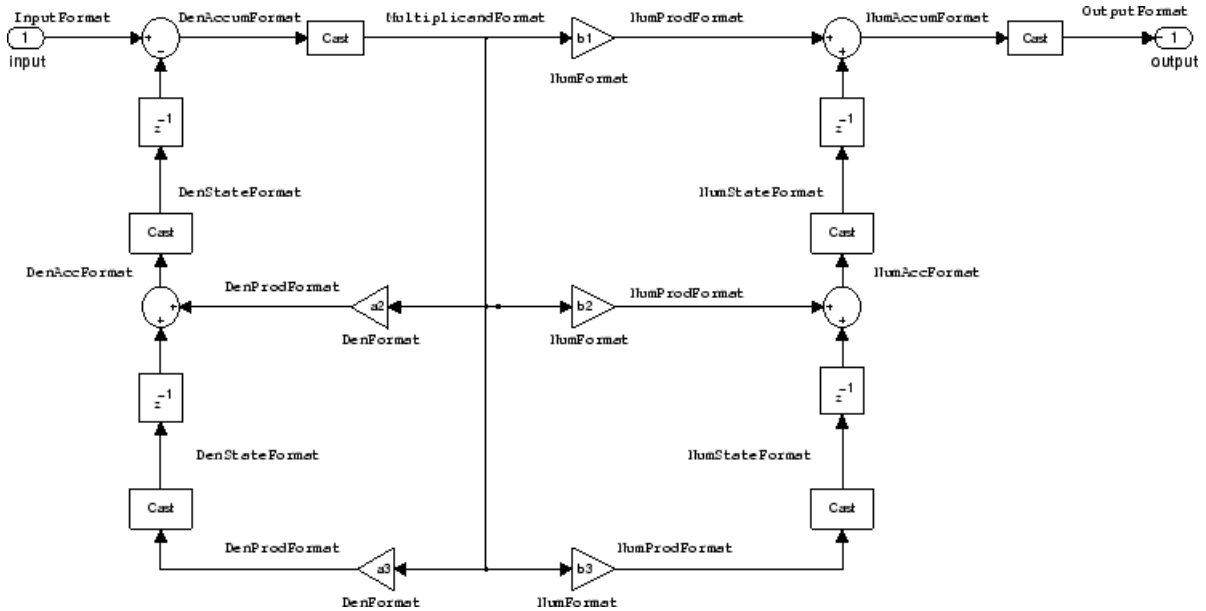 InputFormat DenAccumFormat MultiplicandFormat NumProdFormat NumAccumFormat OutputFormat
1 + − Cast b1 + + Cast 1
input output
NumFormat
z⁻¹ z⁻¹
DenStateFormat NumStateFormat
Cast Cast
DenAccFormat DenProdFormat NumProdFormat NumAccFormat
+ + a2 b2 + +
DenFormat NumFormat
z⁻¹ z⁻¹
DenStateFormat NumStateFormat
Cast Cast
DenProdFormat NumProdFormat
a3 b3
DenFormat NumFormat